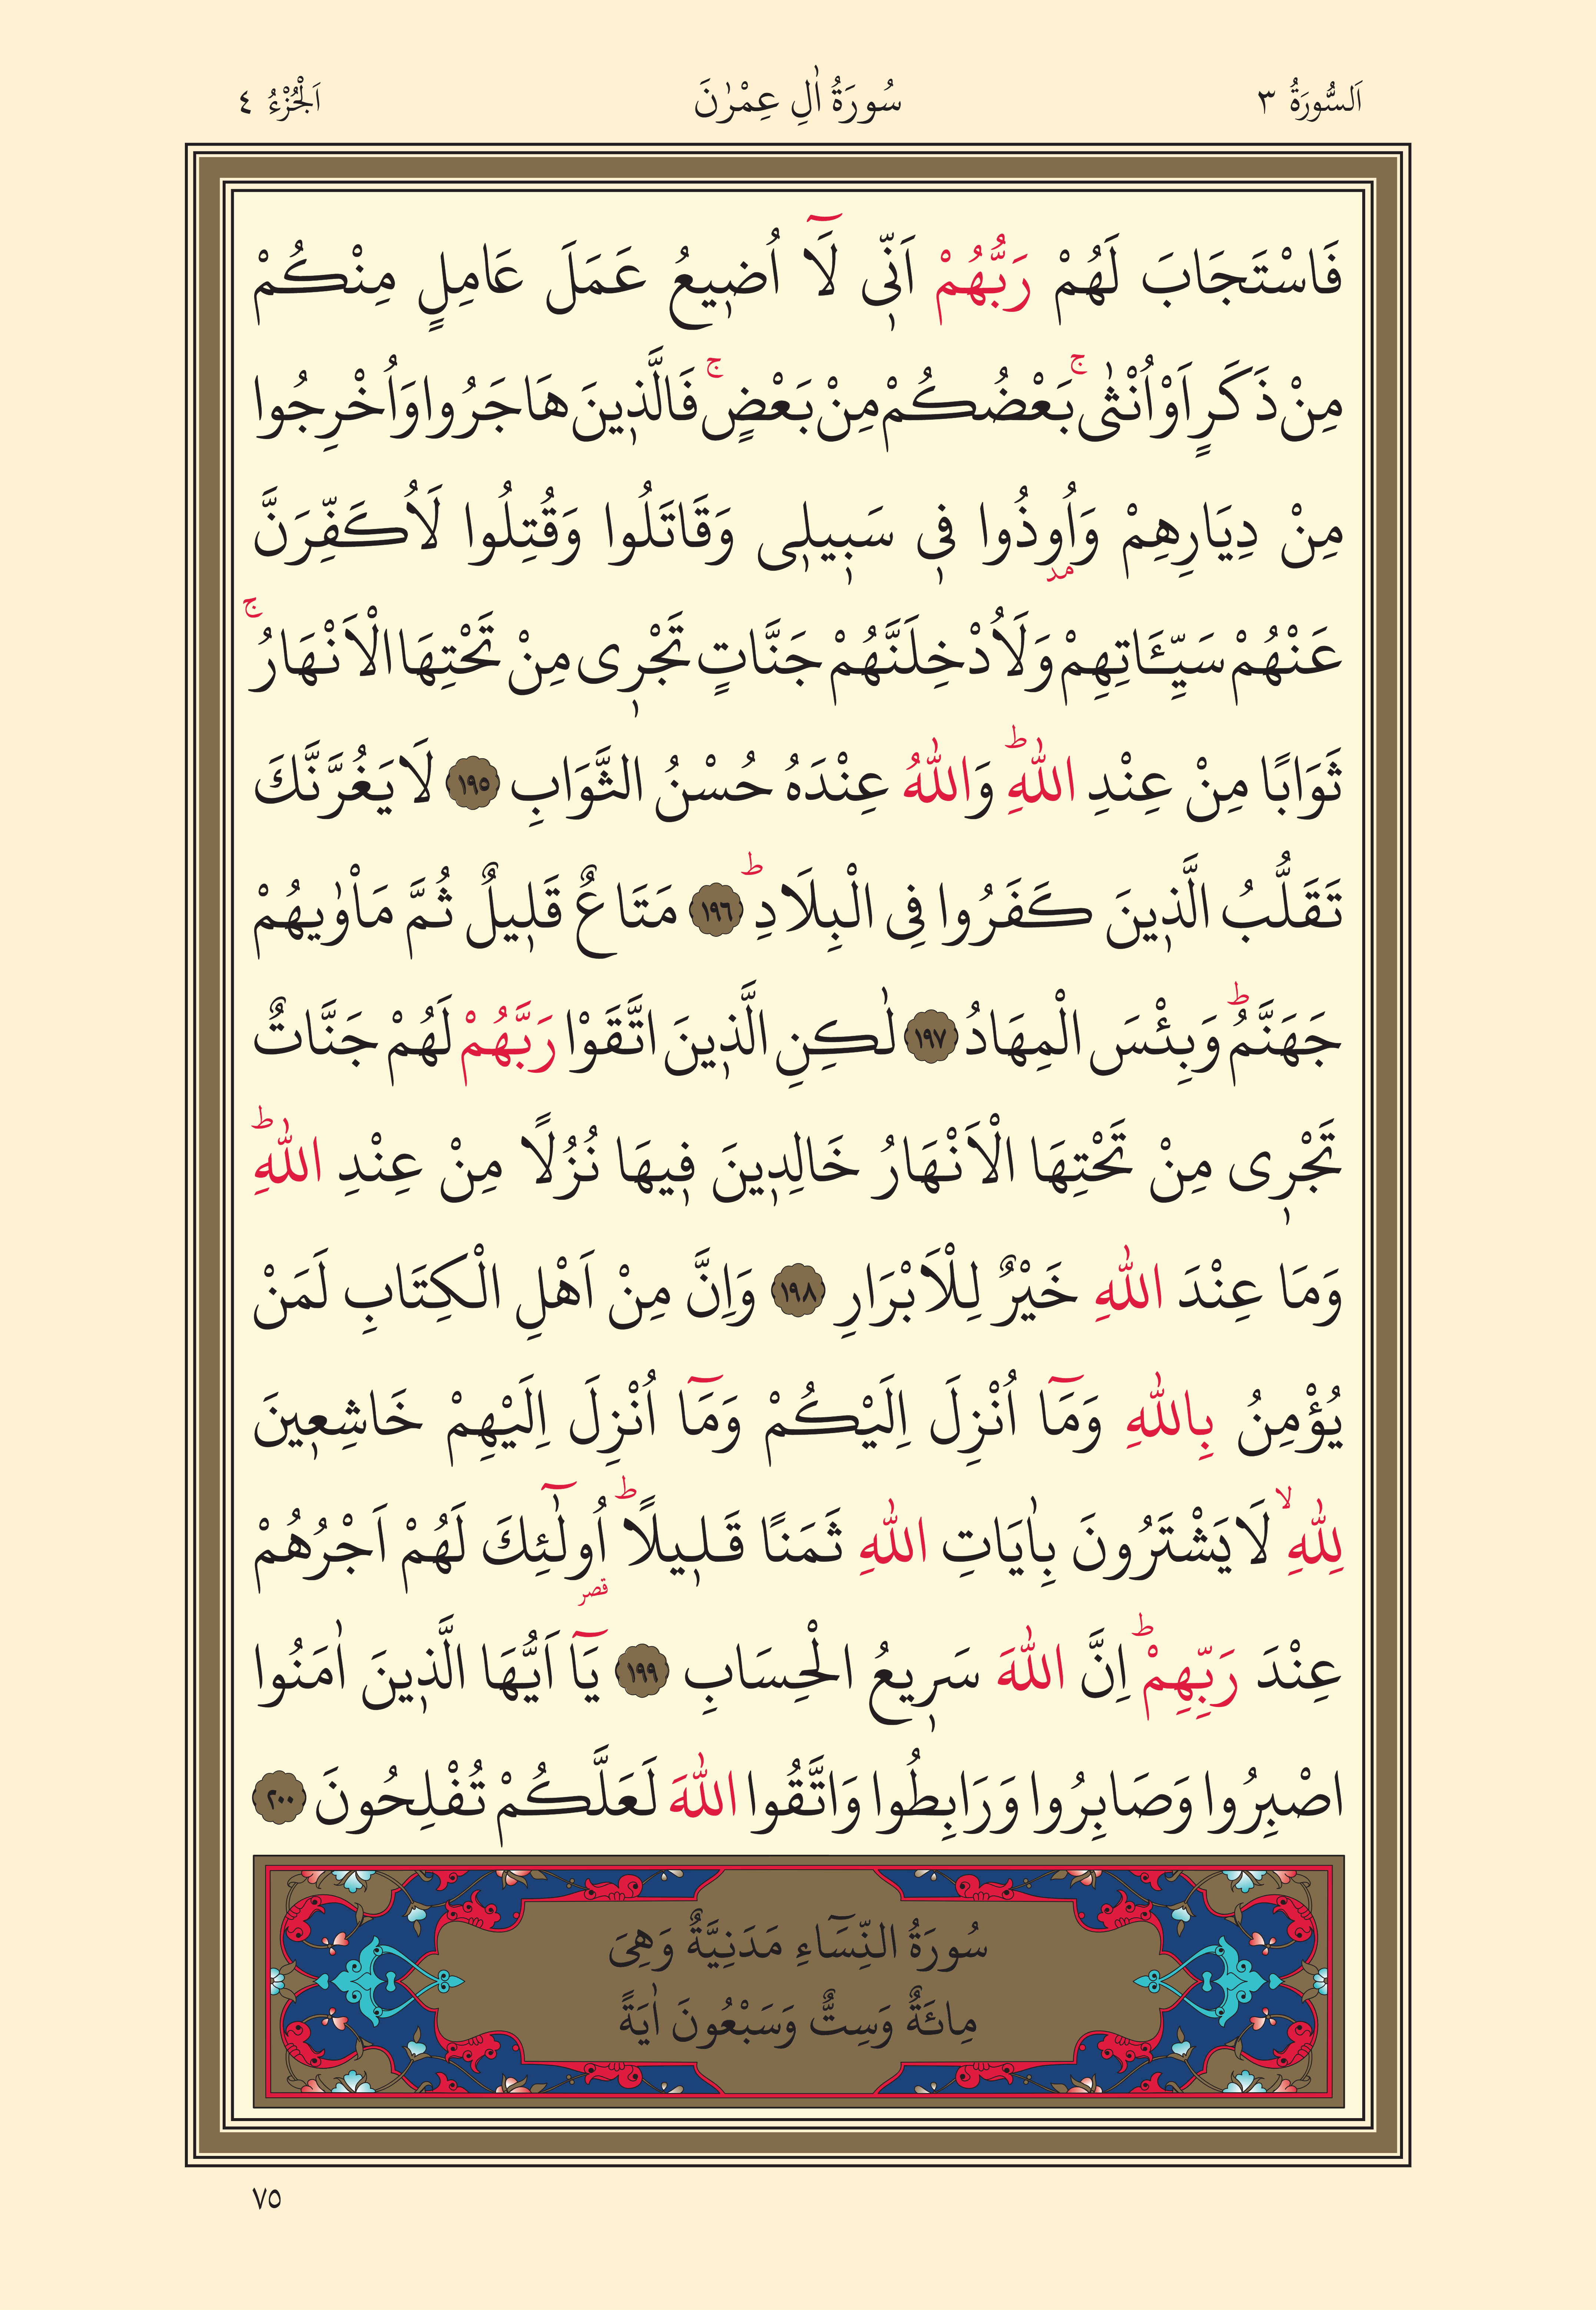 اَلسُّورَةُ ٣ سُورَةُ اٰلِ عِمْرٰنَ اَلْجُزْءُ ٤
فَاسْتَجَابَ لَهُمْ رَبُّهُمْ اَنّ۪ي لَٓا اُض۪يعُ عَمَلَ عَامِلٍ مِنْكُمْ
مِنْ ذَكَرٍ اَوْ اُنْثٰىۚ بَعْضُكُمْ مِنْ بَعْضٍۚ فَالَّذ۪ينَ هَاجَرُوا وَاُخْرِجُوا
مِنْ دِيَارِهِمْ وَاُو۫ذُوا ف۪ي سَب۪يل۪ي وَقَاتَلُوا وَقُتِلُوا لَاُكَفِّرَنَّ
مد
عَنْهُمْ سَيِّـَٔاتِهِمْ وَلَاُدْخِلَنَّهُمْ جَنَّاتٍ تَجْر۪ي مِنْ تَحْتِهَا الْاَنْهَارُۚ
ثَوَابًا مِنْ عِنْدِ اللّٰهِۜ وَاللّٰهُ عِنْدَهُ حُسْنُ الثَّوَابِ ١٩٥ لَا يَغُرَّنَّكَ
تَقَلُّبُ الَّذ۪ينَ كَفَرُوا فِي الْبِلَادِۜ ١٩٦ مَتَاعٌ قَل۪يلٌ ثُمَّ مَاْوٰيهُمْ
جَهَنَّمُۜ وَبِئْسَ الْمِهَادُ ١٩٧ لٰكِنِ الَّذ۪ينَ اتَّقَوْا رَبَّهُمْ لَهُمْ جَنَّاتٌ
تَجْر۪ي مِنْ تَحْتِهَا الْاَنْهَارُ خَالِد۪ينَ ف۪يهَا نُزُلًا مِنْ عِنْدِ اللّٰهِۜ
وَمَا عِنْدَ اللّٰهِ خَيْرٌ لِلْاَبْرَارِ ١٩٨ وَاِنَّ مِنْ اَهْلِ الْكِتَابِ لَمَنْ
يُؤْمِنُ بِاللّٰهِ وَمَٓا اُنْزِلَ اِلَيْكُمْ وَمَٓا اُنْزِلَ اِلَيْهِمْ خَاشِع۪ينَ
لِلّٰهِۙ لَا يَشْتَرُونَ بِاٰيَاتِ اللّٰهِ ثَمَنًا قَل۪يلًاۜ اُو۬لٰٓئِكَ لَهُمْ اَجْرُهُمْ
قصر
عِنْدَ رَبِّهِمْۜ اِنَّ اللّٰهَ سَر۪يعُ الْحِسَابِ ١٩٩ يَٓا اَيُّهَا الَّذ۪ينَ اٰمَنُوا
اصْبِرُوا وَصَابِرُوا وَرَابِطُوا وَاتَّقُوا اللّٰهَ لَعَلَّكُمْ تُفْلِحُونَ ٢٠٠
سُورَةُ النِّسَٓاءِ مَدَنِيَّةٌ وَهِيَ
مِائَةٌ وَسِتٌّ وَسَبْعُونَ اٰيَةً
٧٥